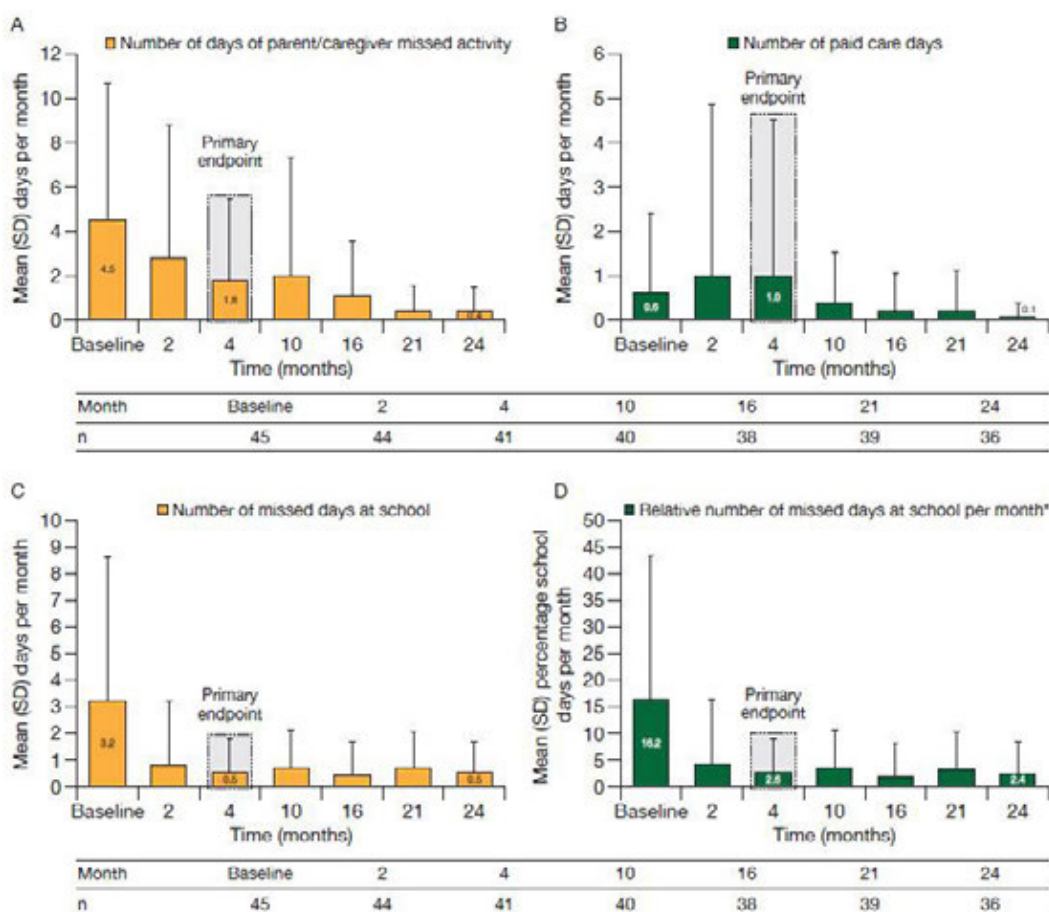 A
Number of days of parent/caregiver missed activity
Mean (SD) days per month
12
10
8
6
4
2
0
Primary
endpoint
4.5
1.8
0.4
Baseline 2 4 10 16 21 24
Time (months)
B
Number of paid care days
Mean (SD) days per month
6
5
4
3
2
1
0
Primary
endpoint
0.6
1.0
0.1
Baseline 2 4 10 16 21 24
Time (months)
Month Baseline 2 4 10 16 21 24
n 45 44 41 40 38 39 36
C
Number of missed days at school
Mean (SD) days per month
10
9
8
7
6
5
4
3
2
1
0
Primary
endpoint
3.2
0.5
0.5
Baseline 2 4 10 16 21 24
Time (months)
D
Relative number of missed days at school per month*
Mean (SD) percentage school
days per month
50
45
40
35
30
25
20
15
10
5
0
Primary
endpoint
16.2
2.6
2.4
Baseline 2 4 10 16 21 24
Time (months)
Month Baseline 2 4 10 16 21 24
n 45 44 41 40 38 39 36